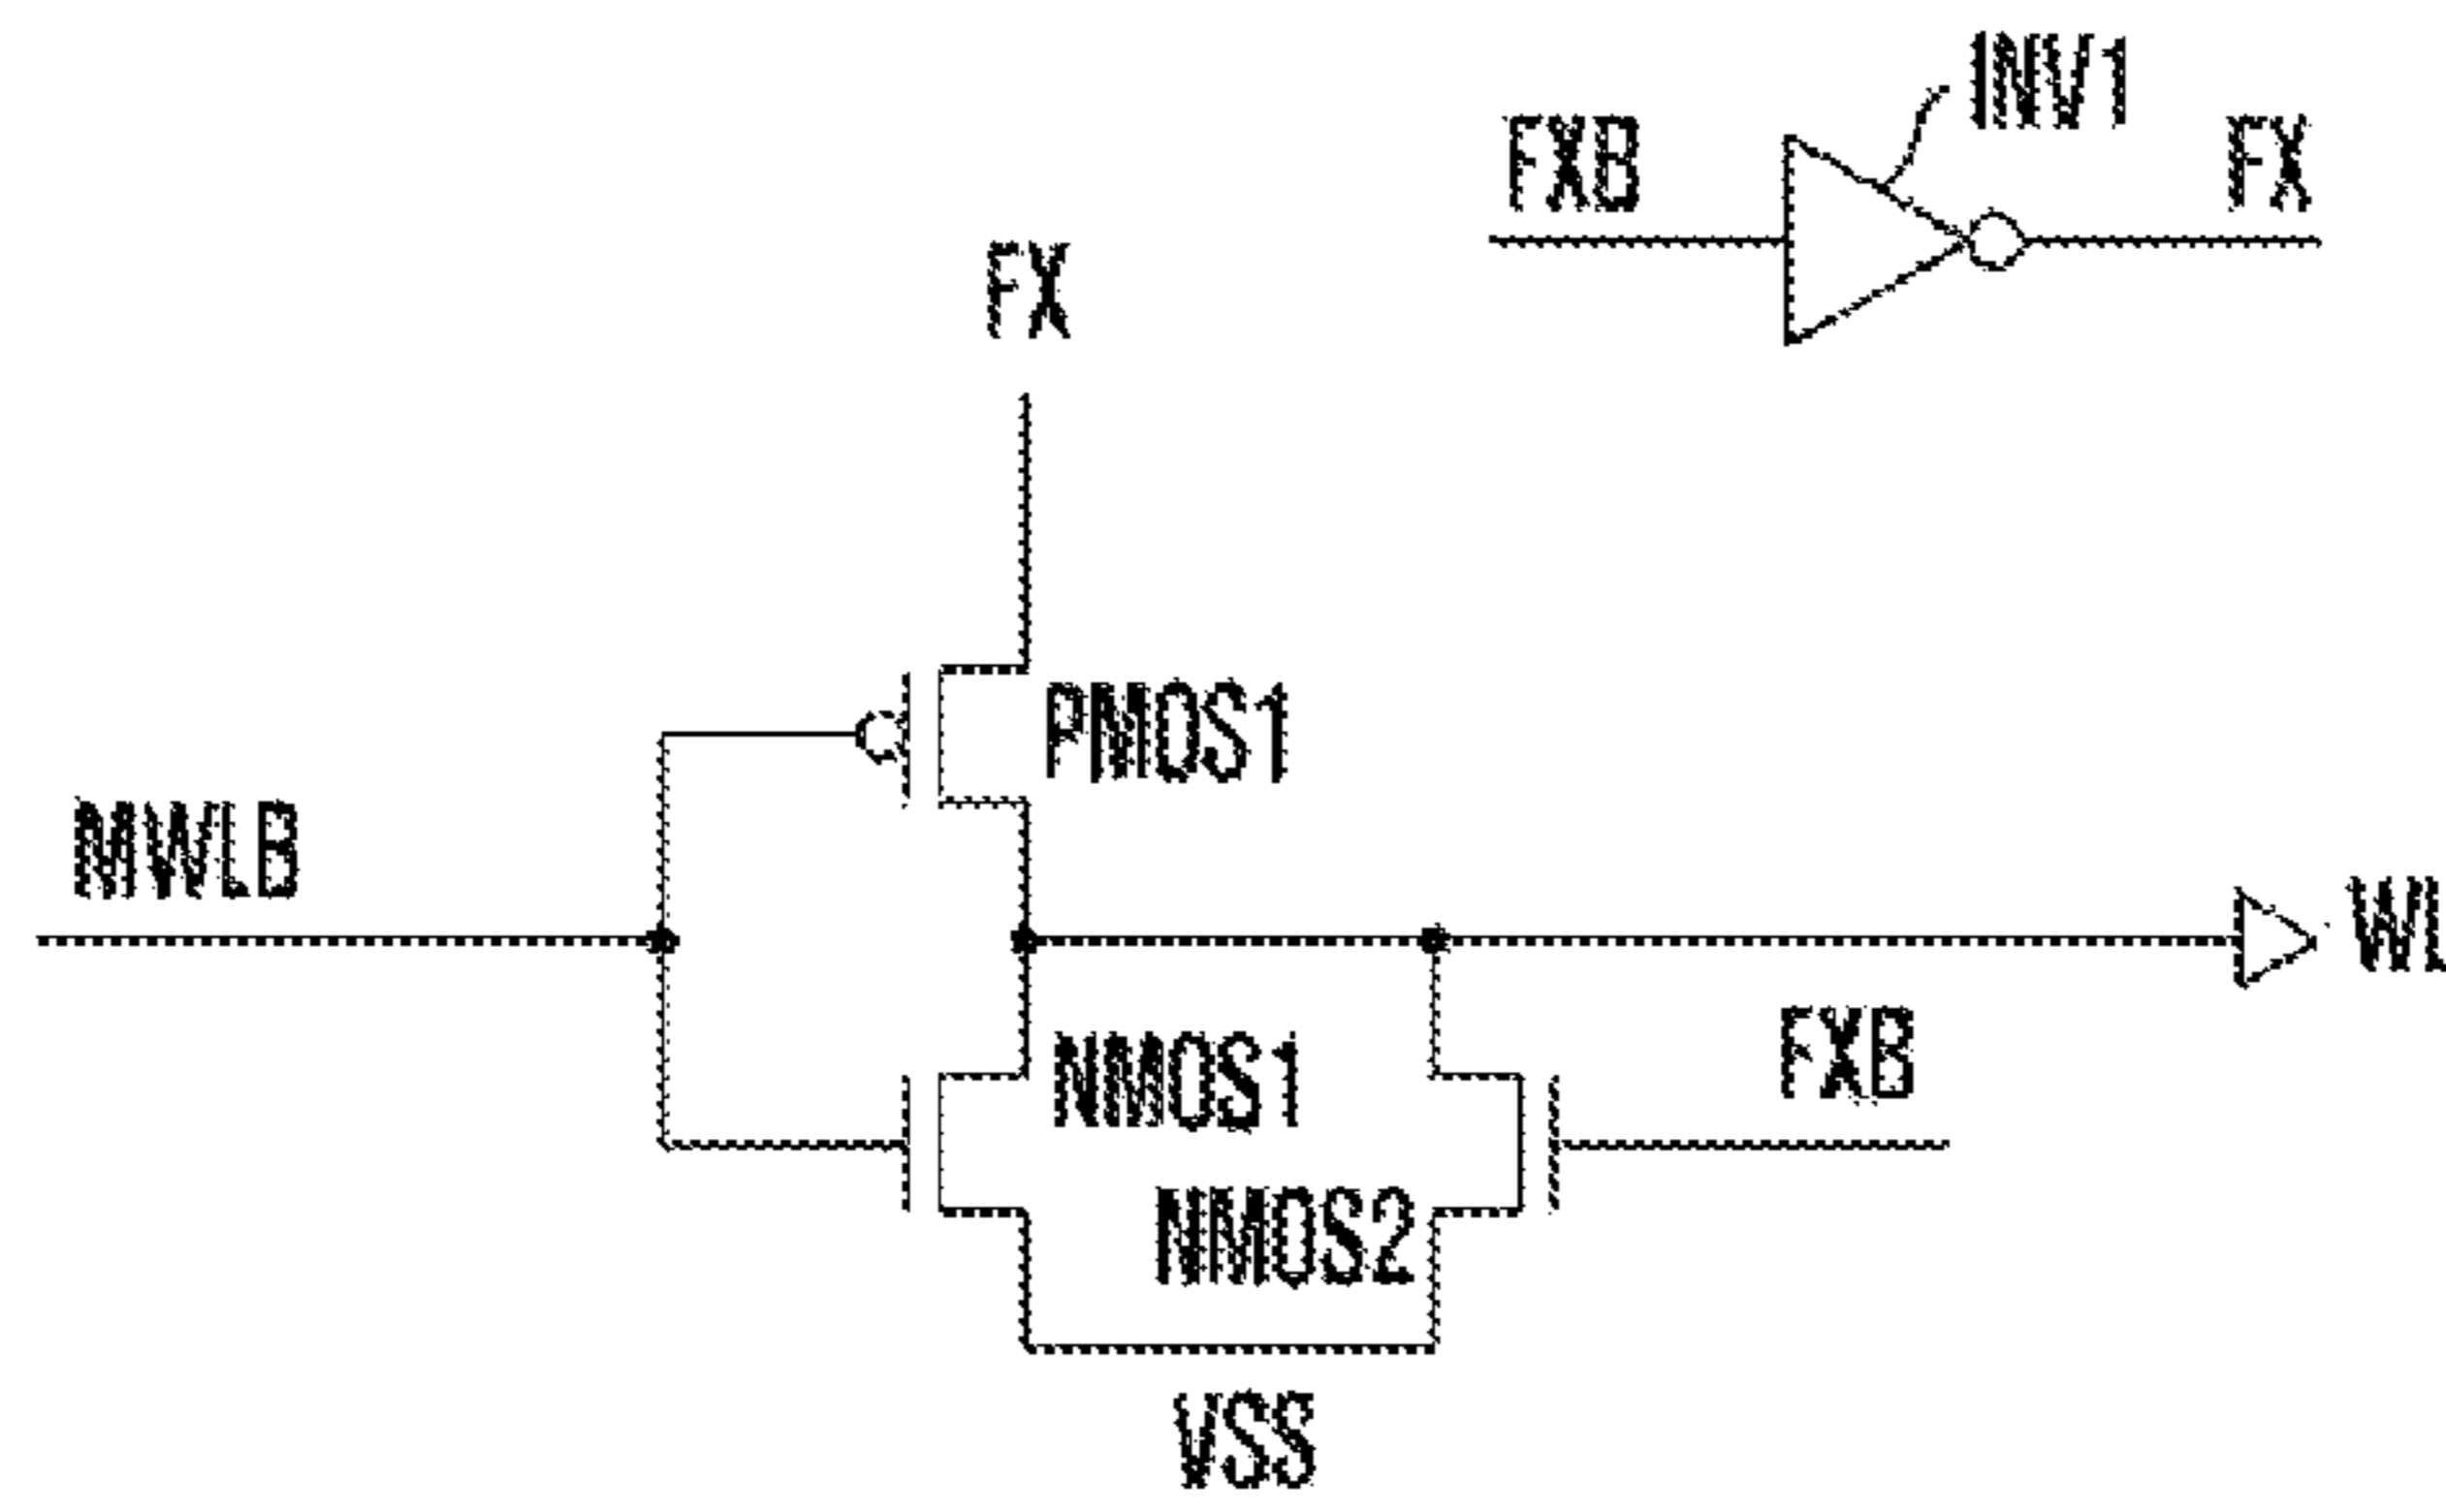 INV1
FXB
FX
FX
PMOS1
MWLB
WL
FXB
NMOS1
NMOS2
VSS